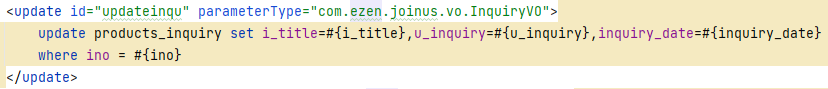 <update id="updateinqu" parameterType="com.ezen.joinus.vo.InquiryVO">
update products_inquiry set i_title=#{i_title},u_inquiry=#{u_inquiry},inquiry_date=#{inquiry_date}
where ino = #{ino}
</update>